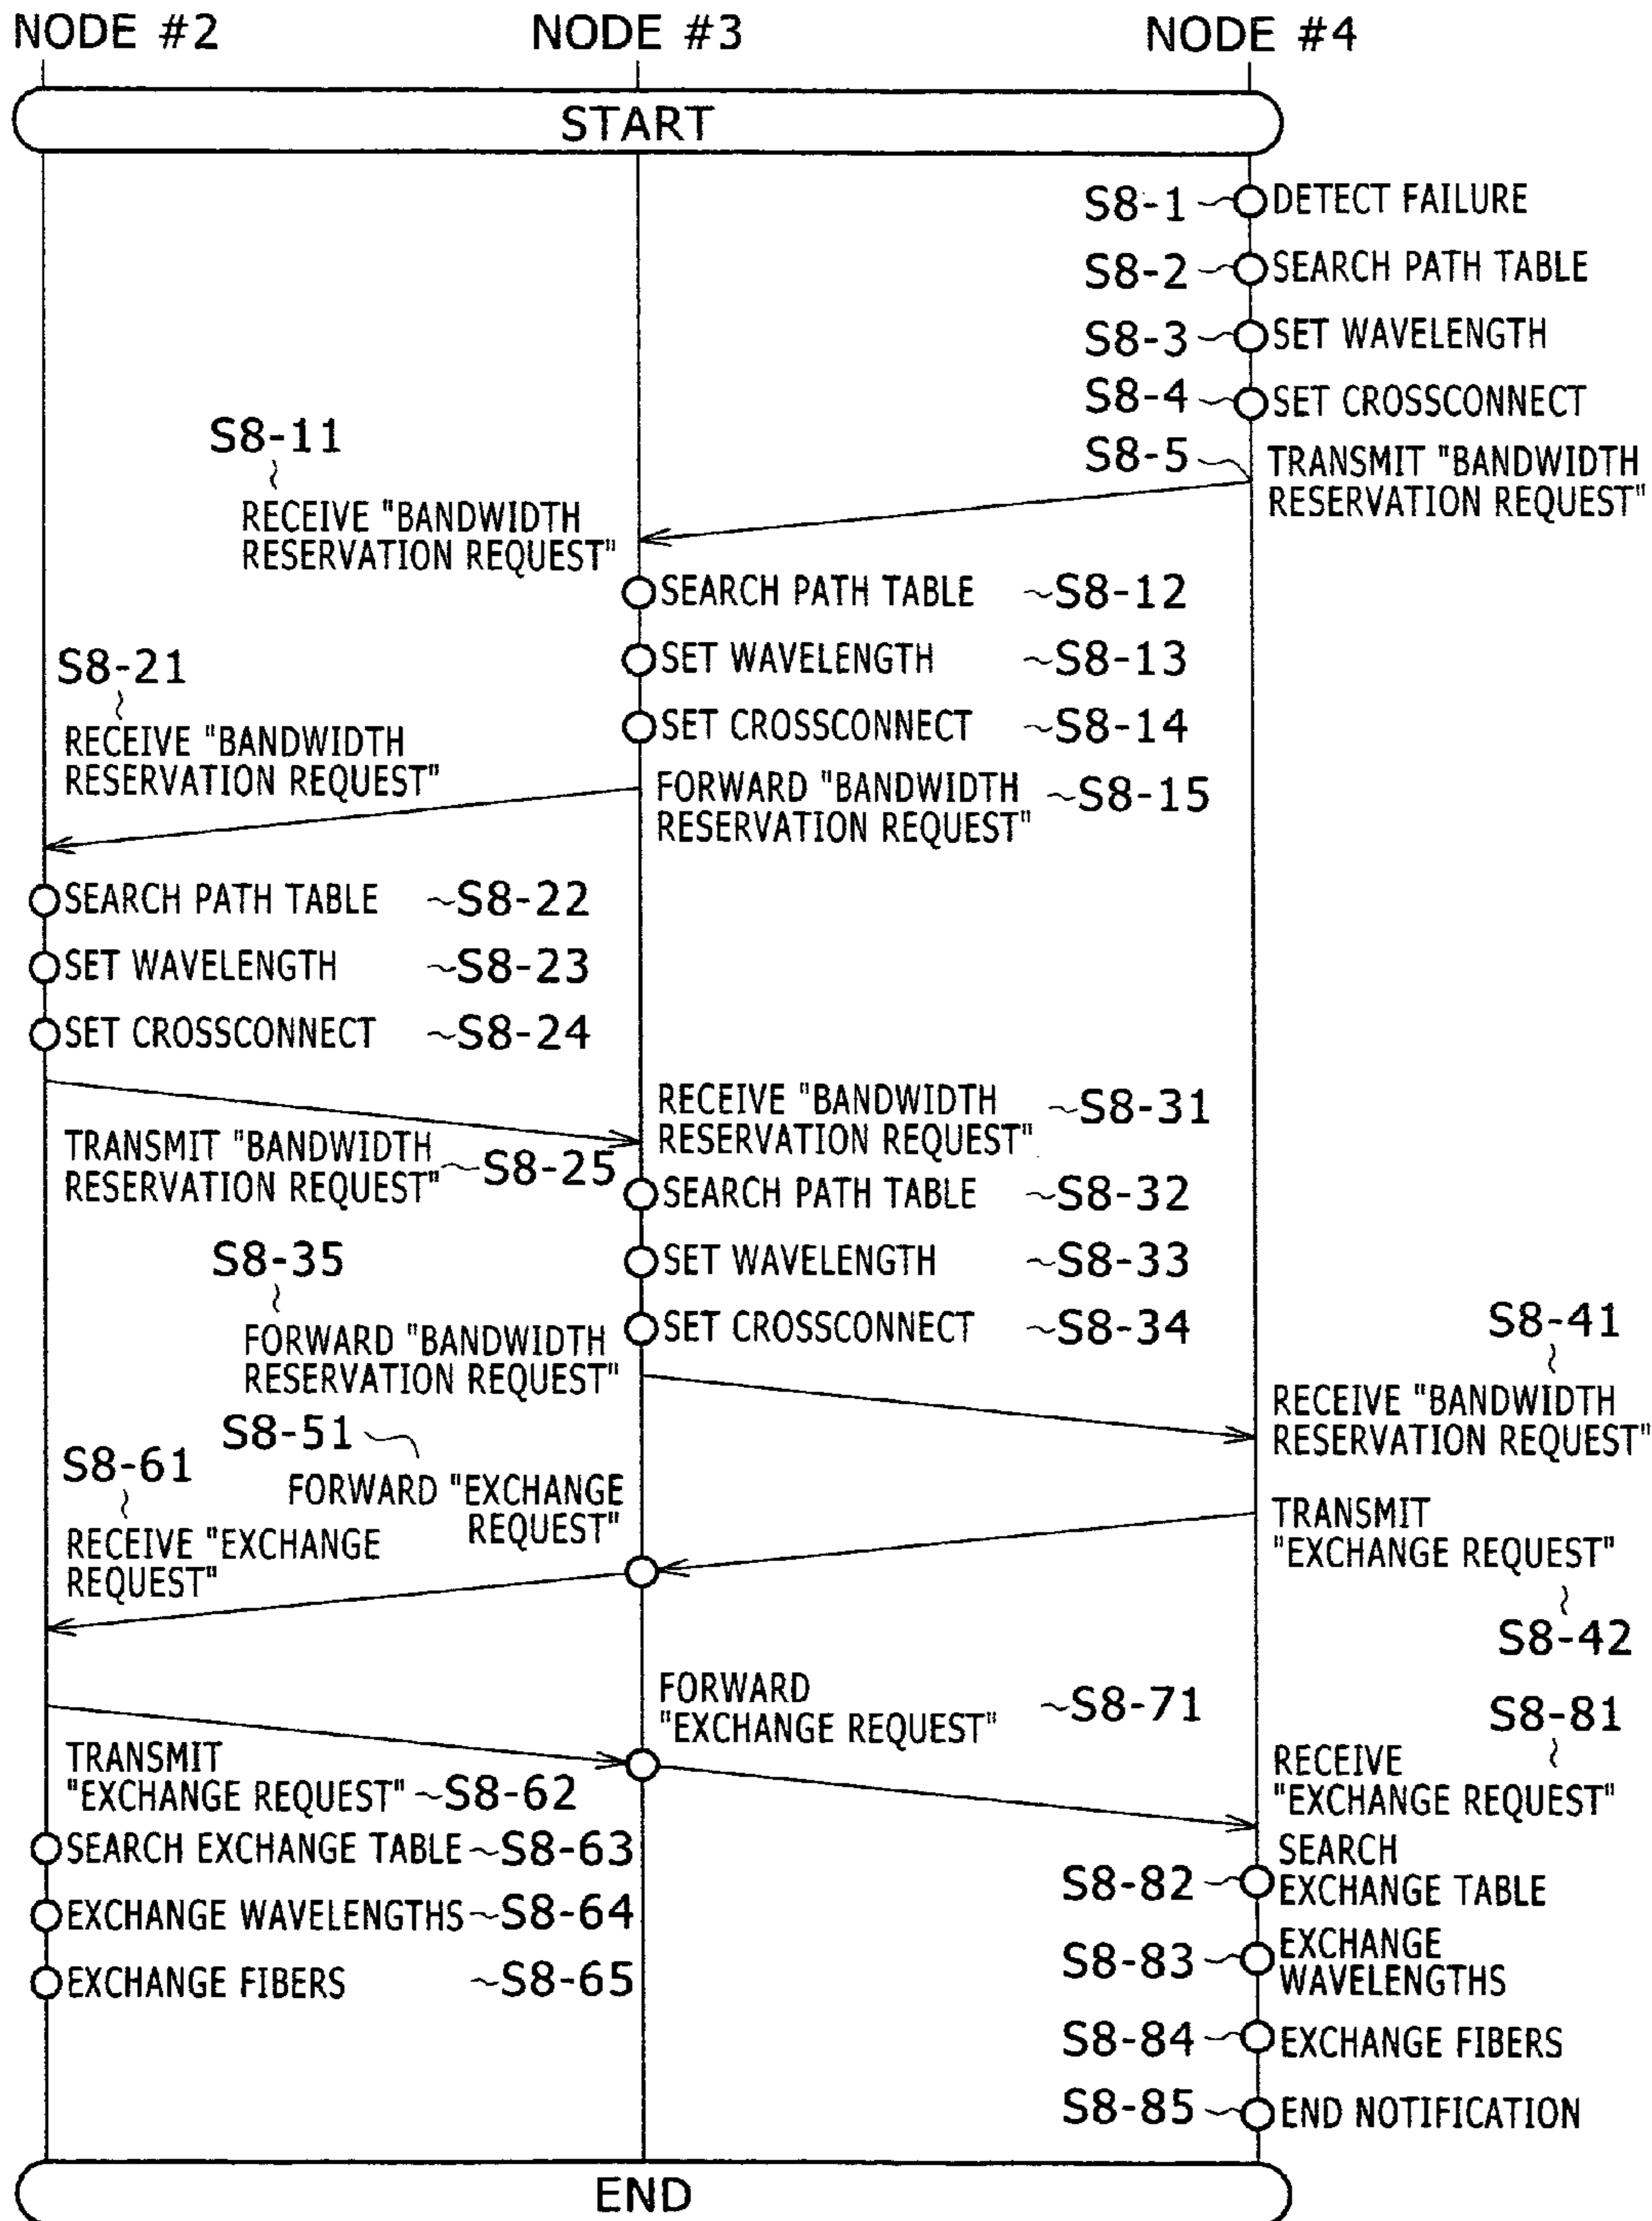 NODE #2
NODE #3
NODE #4
START
S8-1
DETECT FAILURE
S8-2
SEARCH PATH TABLE
S8-3
SET WAVELENGTH
S8-4
SET CROSSCONNECT
S8-5
TRANSMIT "BANDWIDTH
RESERVATION REQUEST"
S8-11
RECEIVE "BANDWIDTH
RESERVATION REQUEST"
SEARCH PATH TABLE
S8-12
SET WAVELENGTH
S8-13
SET CROSSCONNECT
S8-14
S8-21
RECEIVE "BANDWIDTH
RESERVATION REQUEST"
FORWARD "BANDWIDTH
RESERVATION REQUEST"
S8-15
SEARCH PATH TABLE
S8-22
SET WAVELENGTH
S8-23
SET CROSSCONNECT
S8-24
TRANSMIT "BANDWIDTH
RESERVATION REQUEST"
S8-25
RECEIVE "BANDWIDTH
RESERVATION REQUEST"
S8-31
SEARCH PATH TABLE
S8-32
SET WAVELENGTH
S8-33
SET CROSSCONNECT
S8-34
S8-35
FORWARD "BANDWIDTH
RESERVATION REQUEST"
S8-41
RECEIVE "BANDWIDTH
RESERVATION REQUEST"
TRANSMIT
"EXCHANGE REQUEST"
S8-42
S8-51
FORWARD "EXCHANGE
REQUEST"
S8-61
RECEIVE "EXCHANGE
REQUEST"
TRANSMIT
"EXCHANGE REQUEST"
S8-62
FORWARD
"EXCHANGE REQUEST"
S8-71
S8-81
RECEIVE
"EXCHANGE REQUEST"
SEARCH EXCHANGE TABLE
S8-63
EXCHANGE WAVELENGTHS
S8-64
EXCHANGE FIBERS
S8-65
S8-82
SEARCH
EXCHANGE TABLE
S8-83
EXCHANGE
WAVELENGTHS
S8-84
EXCHANGE FIBERS
S8-85
END NOTIFICATION
END